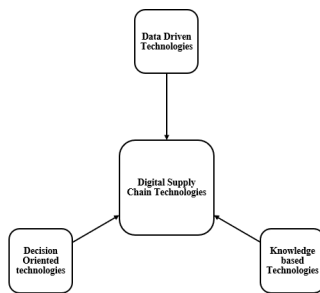 Data Driven
Technologies
Digital Supply
Chain Technologies
Decision
Oriented
technologies
Knowledge
based
Technologies